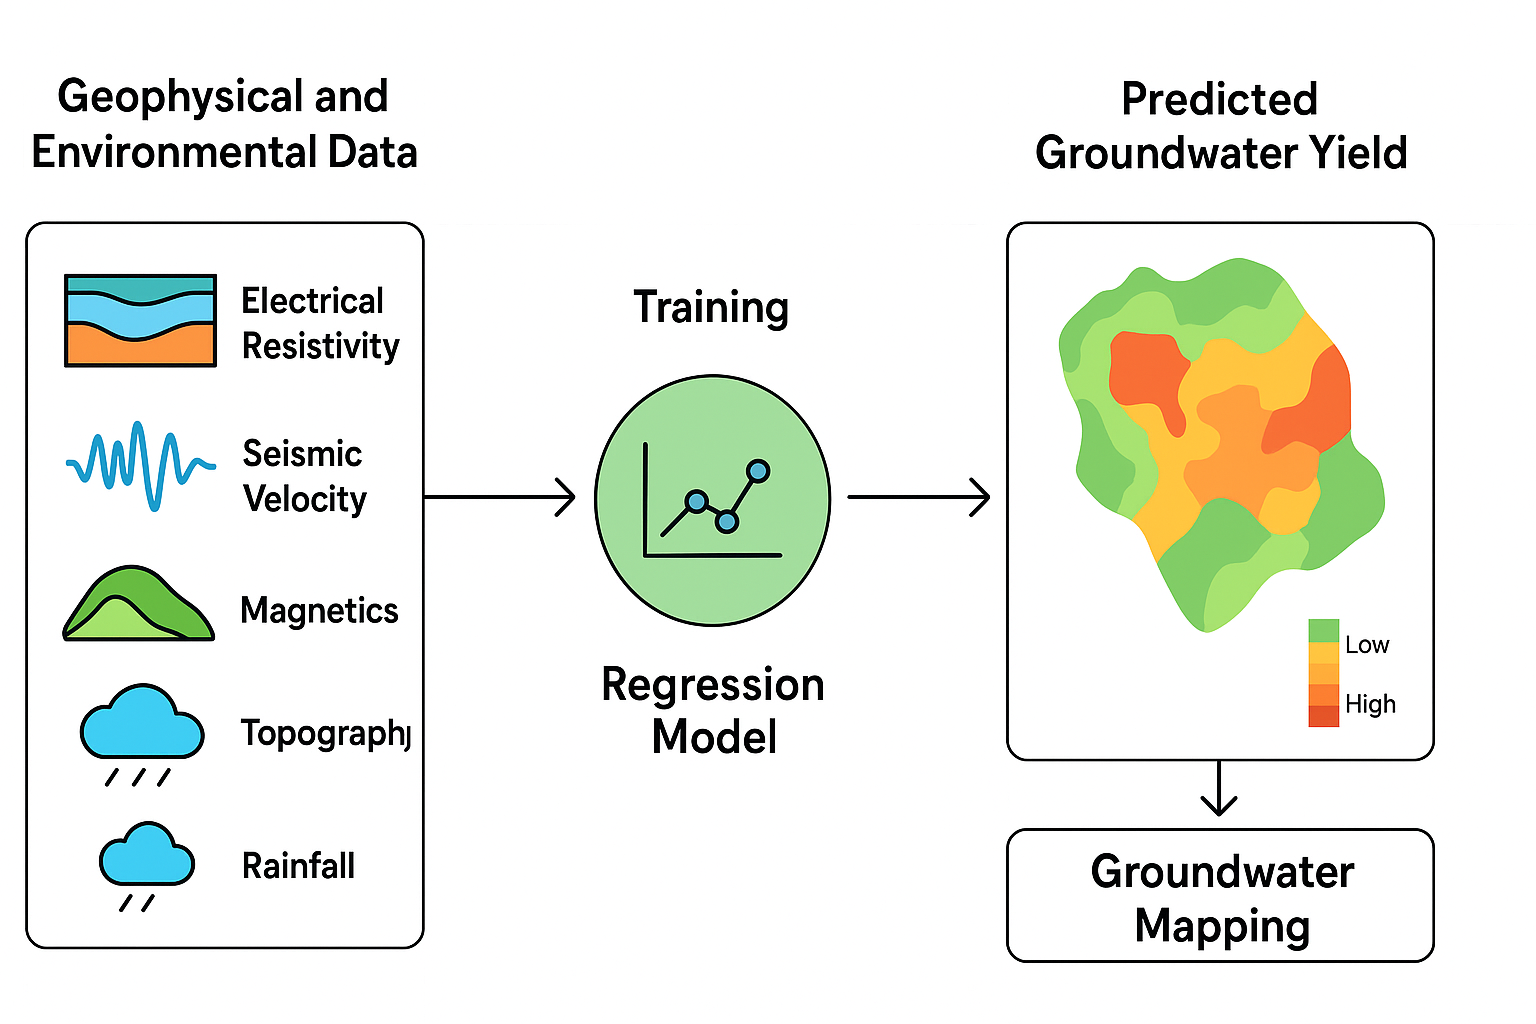 Geophysical and
Environmental Data
Electrical
Resistivity
Seismic
Velocity
Magnetics
Topography
Rainfall
Training
Regression
Model
Predicted
Groundwater Yield
Low
High
Groundwater
Mapping